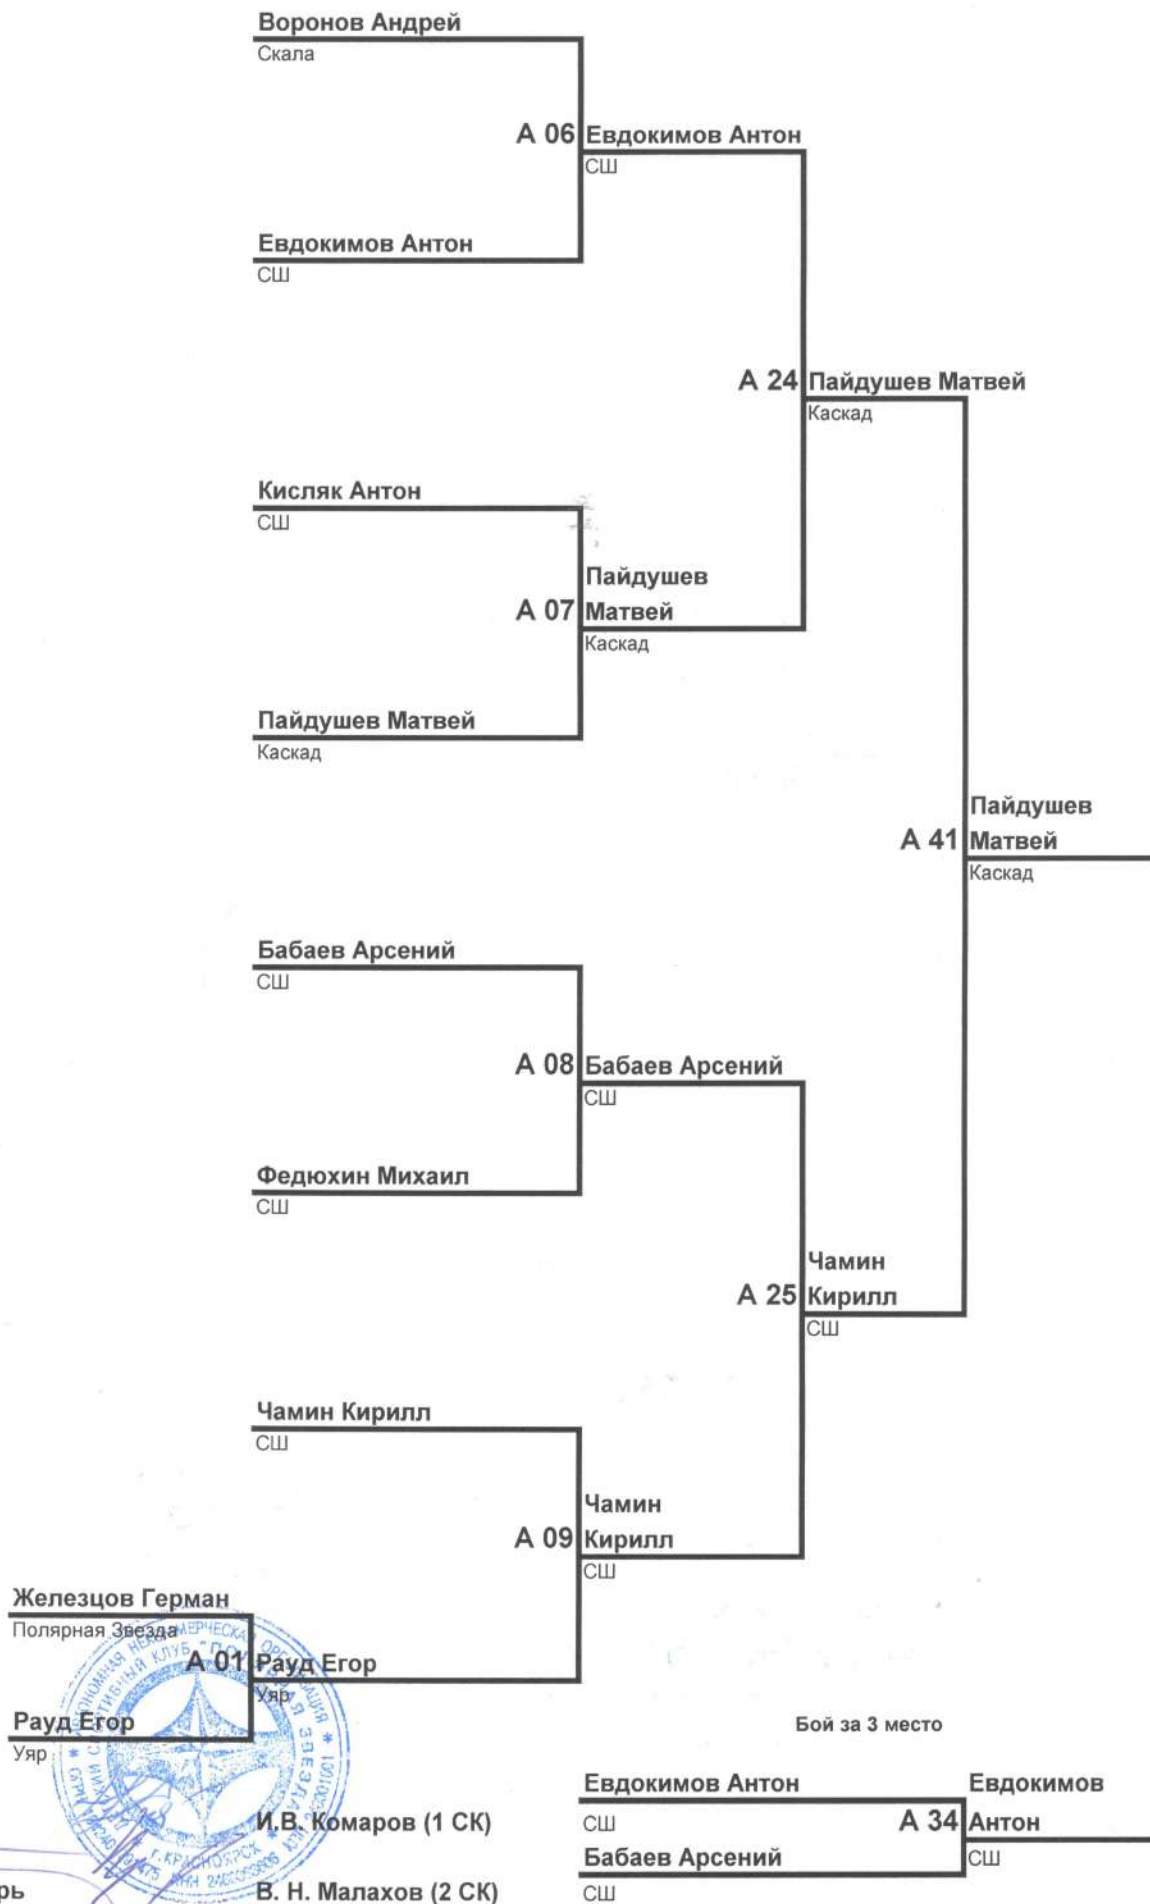 Воронов Андрей
Скала
А 06 Евдокимов Антон
СШ
Евдокимов Антон
СШ
А 24 Пайдушев Матвей
Каскад
Кисляк Антон
СШ
Пайдушев
А 07 Матвей
Каскад
Пайдушев Матвей
Каскад
Пайдушев
А 41 Матвей
Каскад
Бабаев Арсений
СШ
А 08 Бабаев Арсений
СШ
Федюхин Михаил
СШ
Чамин
А 25 Кирилл
СШ
Чамин Кирилл
СШ
Чамин
А 09 Кирилл
СШ
Железцов Герман
Полярная Звезда
А 01 Рауд Егор
Уяр
Рауд Егор
Уяр
Бой за 3 место
Евдокимов Антон
СШ
Бабаев Арсений
СШ
Евдокимов
А 34 Антон
СШ
И.В. Комаров (1 СК)
В. Н. Малахов (2 СК)
г. КРАСНОЯРСК